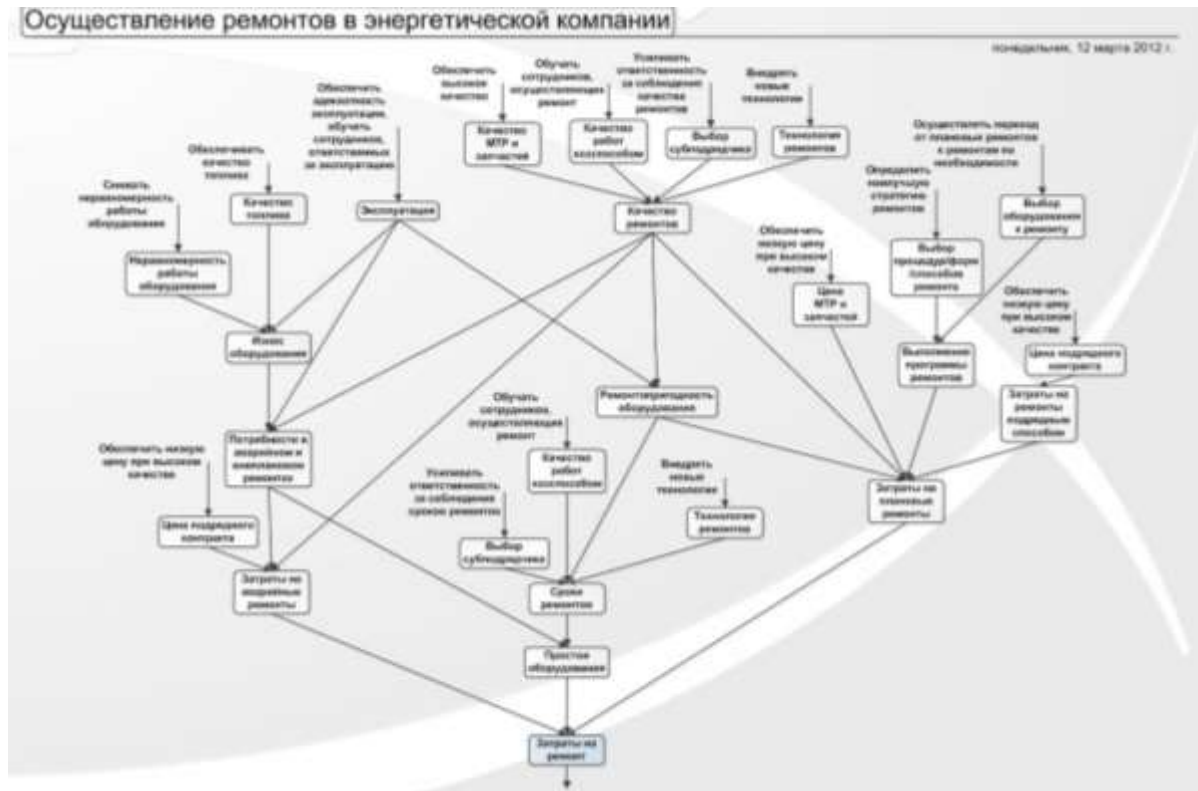 Осуществление ремонтов в энергетической компании
понедельник, 12 марта 2012 г.
Обеспечить
высокое
качество
Обучать
сотрудников,
осуществляющих
ремонт
Усиливать
ответственность
за соблюдение
качества
ремонтов
Внедрять
новые
технологии
Обеспечить
адекватность
эксплуатации,
обучать
сотрудников,
ответственных
за эксплуатацию
Обеспечивать
качество
топлива
Снижать
неравномерность
работы
оборудования
Осуществлять переход
от плановых ремонтов
к ремонтам по
необходимости
Определить
наилучшую
стратегию
ремонтов
Качество
МТР и
запчастей
Качество
работ
хозспособом
Выбор
субподрядчика
Технология
ремонтов
Качество
топлива
Эксплуатация
Качество
ремонтов
Выбор
оборудования
к ремонту
Обеспечить
низкую цену
при высоком
качестве
Неравномерность
работы
оборудования
Выбор
процедур/форм
/способов
ремонта
Цена
МТР и
запчастей
Обеспечить
низкую цену
при высоком
качестве
Износ
оборудования
Выполнение
программы
ремонтов
Цена подрядного
контракта
Ремонтопригодность
оборудования
Затраты на
ремонты
подрядным
способом
Обучать
сотрудников,
осуществляющих
ремонт
Потребности в
аварийном и
внеплановом
ремонтах
Обеспечить низкую
цену при высоком
качестве
Качество
работ
хозспособом
Усиливать
ответственность
за соблюдение
сроков ремонтов
Внедрять
новые
технологии
Затраты на
плановые
ремонты
Цена подрядного
контракта
Технология
ремонтов
Выбор
субподрядчика
Затраты на
аварийные
ремонты
Сроки
ремонтов
Простои
оборудования
Затраты на
ремонт